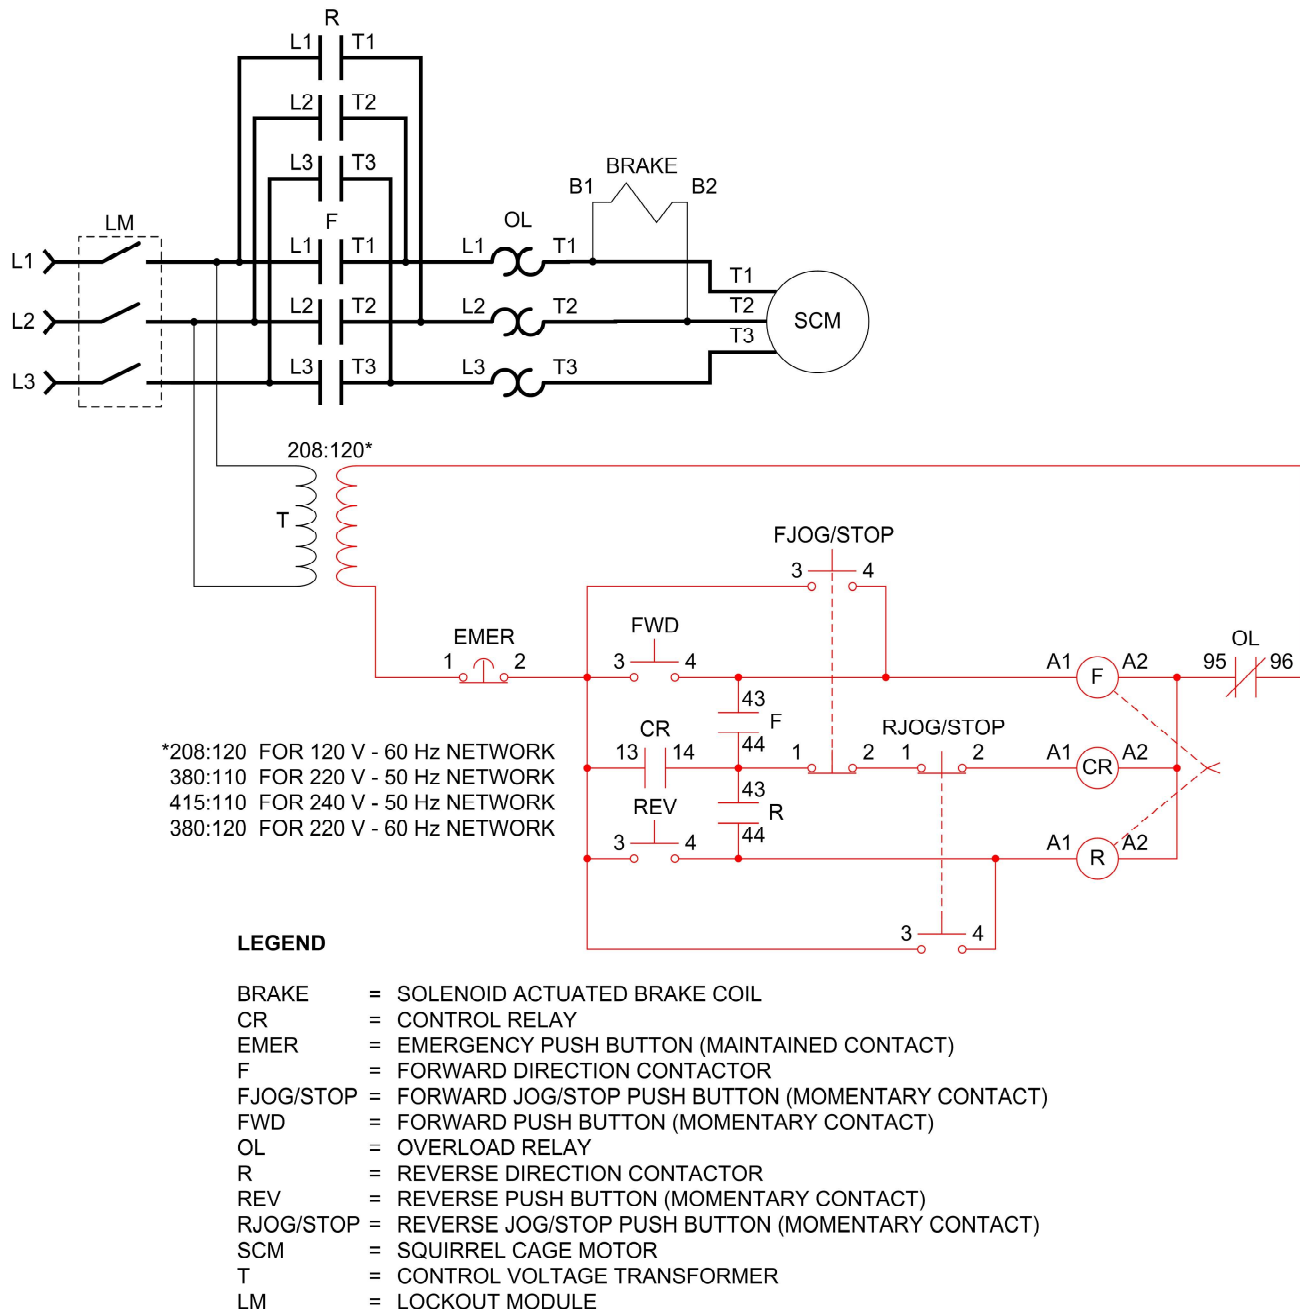 R
L1 T1
L2 T2
L3 T3
BRAKE
B1 B2
F
LM
OL
L1 L1 T1 L1 T1
T1
L2 L2 T2 L2 T2
T2
SCM
T3
L3 L3 T3 L3 T3
208:120*
T
FJOG/STOP
3 4
FWD
EMER
OL
1 2 3 4 A1 F A2 95 96
43
F
44
CR
RJOG/STOP
13 14 1 2 1 2 A1 CR A2
*208:120 FOR 120 V - 60 Hz NETWORK
380:110 FOR 220 V - 50 Hz NETWORK
415:110 FOR 240 V - 50 Hz NETWORK
380:120 FOR 220 V - 60 Hz NETWORK
43
R
44
REV
3 4 A1 R A2
3 4
LEGEND
BRAKE = SOLENOID ACTUATED BRAKE COIL
CR = CONTROL RELAY
EMER = EMERGENCY PUSH BUTTON (MAINTAINED CONTACT)
F = FORWARD DIRECTION CONTACTOR
FJOG/STOP = FORWARD JOG/STOP PUSH BUTTON (MOMENTARY CONTACT)
FWD = FORWARD PUSH BUTTON (MOMENTARY CONTACT)
OL = OVERLOAD RELAY
R = REVERSE DIRECTION CONTACTOR
REV = REVERSE PUSH BUTTON (MOMENTARY CONTACT)
RJOG/STOP = REVERSE JOG/STOP PUSH BUTTON (MOMENTARY CONTACT)
SCM = SQUIRREL CAGE MOTOR
T = CONTROL VOLTAGE TRANSFORMER
LM = LOCKOUT MODULE